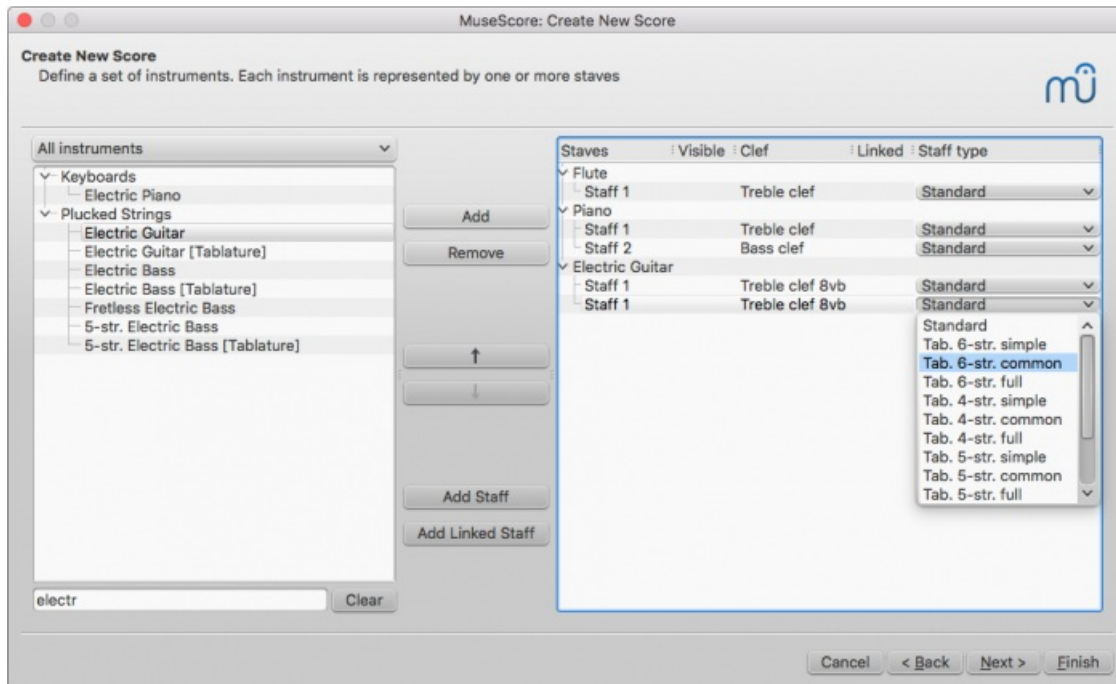 MuseScore: Create New Score
Create New Score
Define a set of instruments. Each instrument is represented by one or more staves
mu
All instruments
Keyboards
Electric Piano
Plucked Strings
Electric Guitar
Electric Guitar [Tablature]
Electric Bass
Electric Bass [Tablature]
Fretless Electric Bass
5-str. Electric Bass
5-str. Electric Bass [Tablature]
electr Clear
Add
Remove
↑
↓
Add Staff
Add Linked Staff
Staves Visible Clef Linked Staff type
Flute
Staff 1 Treble clef Standard
Piano
Staff 1 Treble clef Standard
Staff 2 Bass clef Standard
Electric Guitar
Staff 1 Treble clef 8vb Standard
Staff 1 Treble clef 8vb Standard
Standard
Tab. 6-str. simple
Tab. 6-str. common
Tab. 6-str. full
Tab. 4-str. simple
Tab. 4-str. common
Tab. 4-str. full
Tab. 5-str. simple
Tab. 5-str. common
Tab. 5-str. full
Cancel < Back Next > Finish